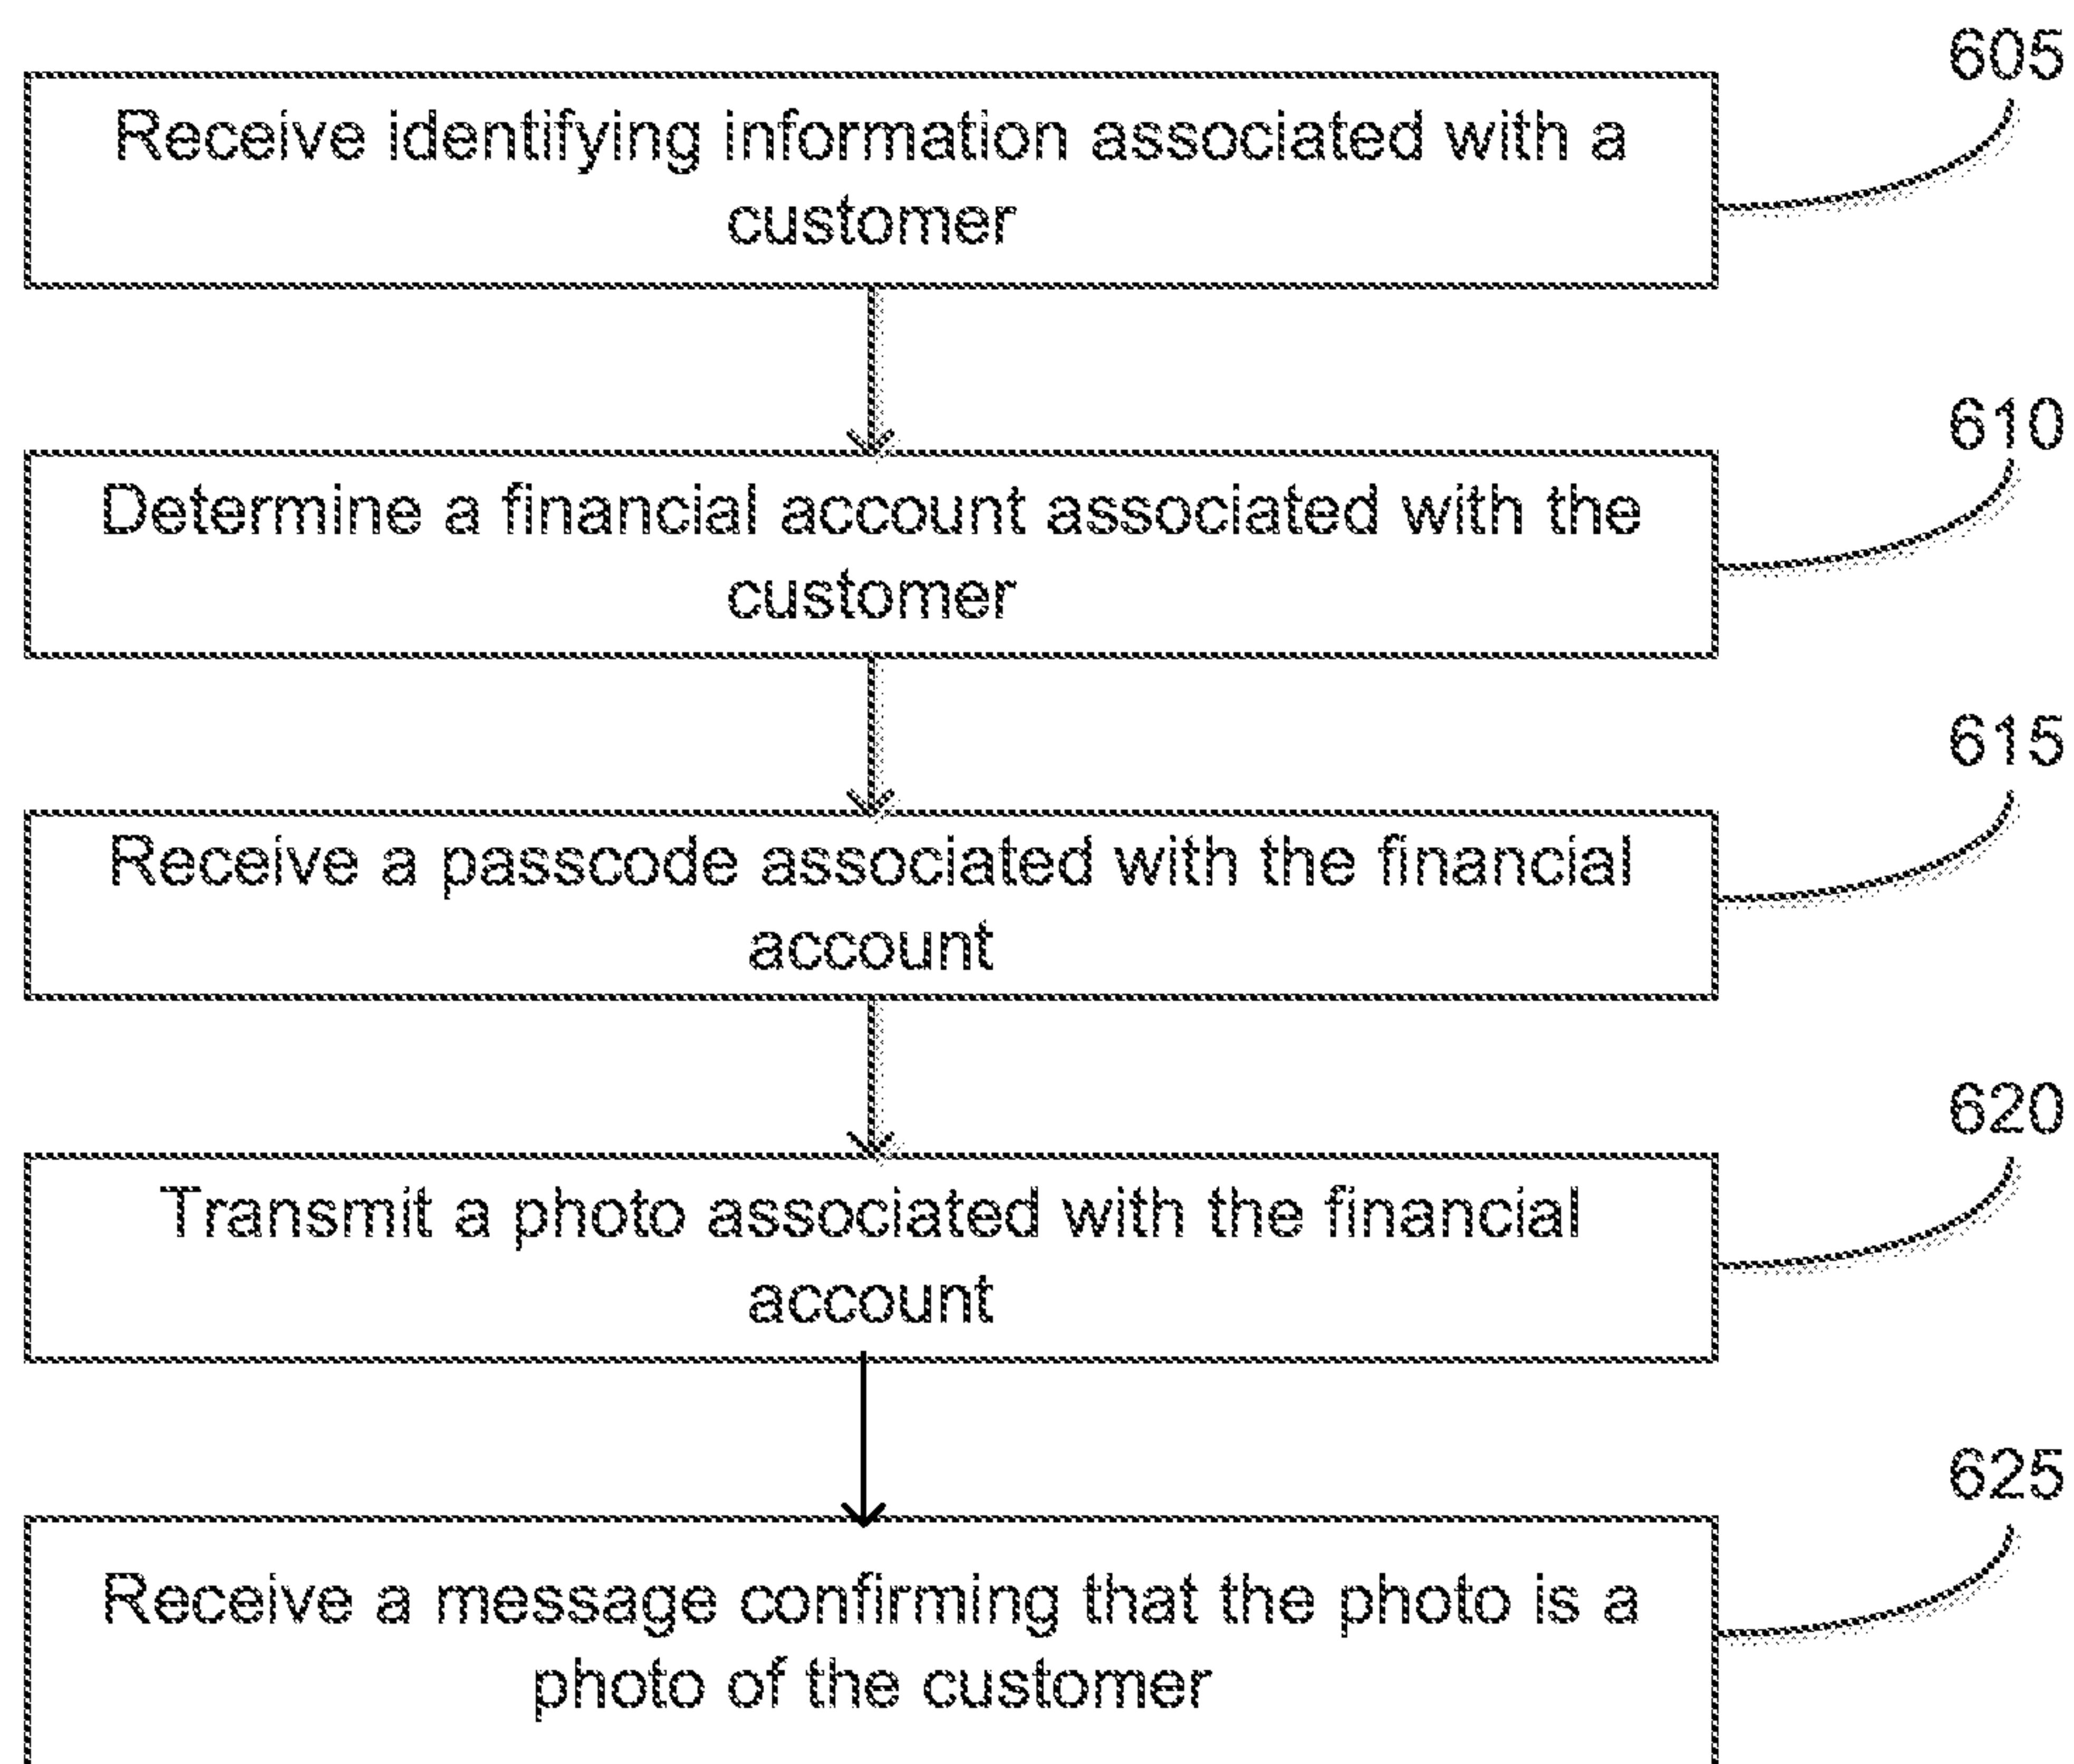 605
Receive identifying information associated with a
customer
610
Determine a financial account associated with the
customer
615
Receive a passcode associated with the financial
account
620
Transmit a photo associated with the financial
account
625
Receive a message confirming that the photo is a
photo of the customer